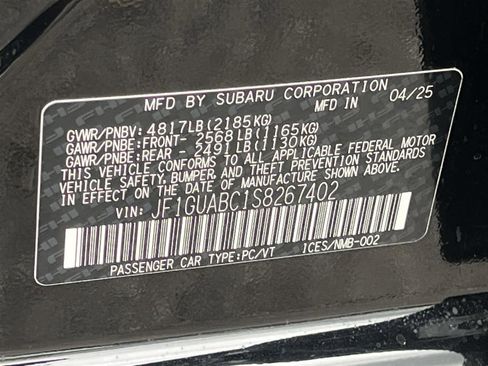 MFD BY SUBARU CORPORATION
MFD IN 04/25
GVWR/PNBV: 4817LB(2185KG)
GAWR/PNBE:FRONT- 2568LB(1165KG)
GAWR/PNBE:REAR - 2491LB(1130KG)
THIS VEHICLE CONFORMS TO ALL APPLICABLE FEDERAL MOTOR
VEHICLE SAFETY, BUMPER, AND THEFT PREVENTION STANDARDS
IN EFFECT ON THE DATE OF MANUFACTURE SHOWN ABOVE.
VIN: JF1GUABC1S8267402
PASSENGER CAR TYPE:PC/VT ICES/NMB-002